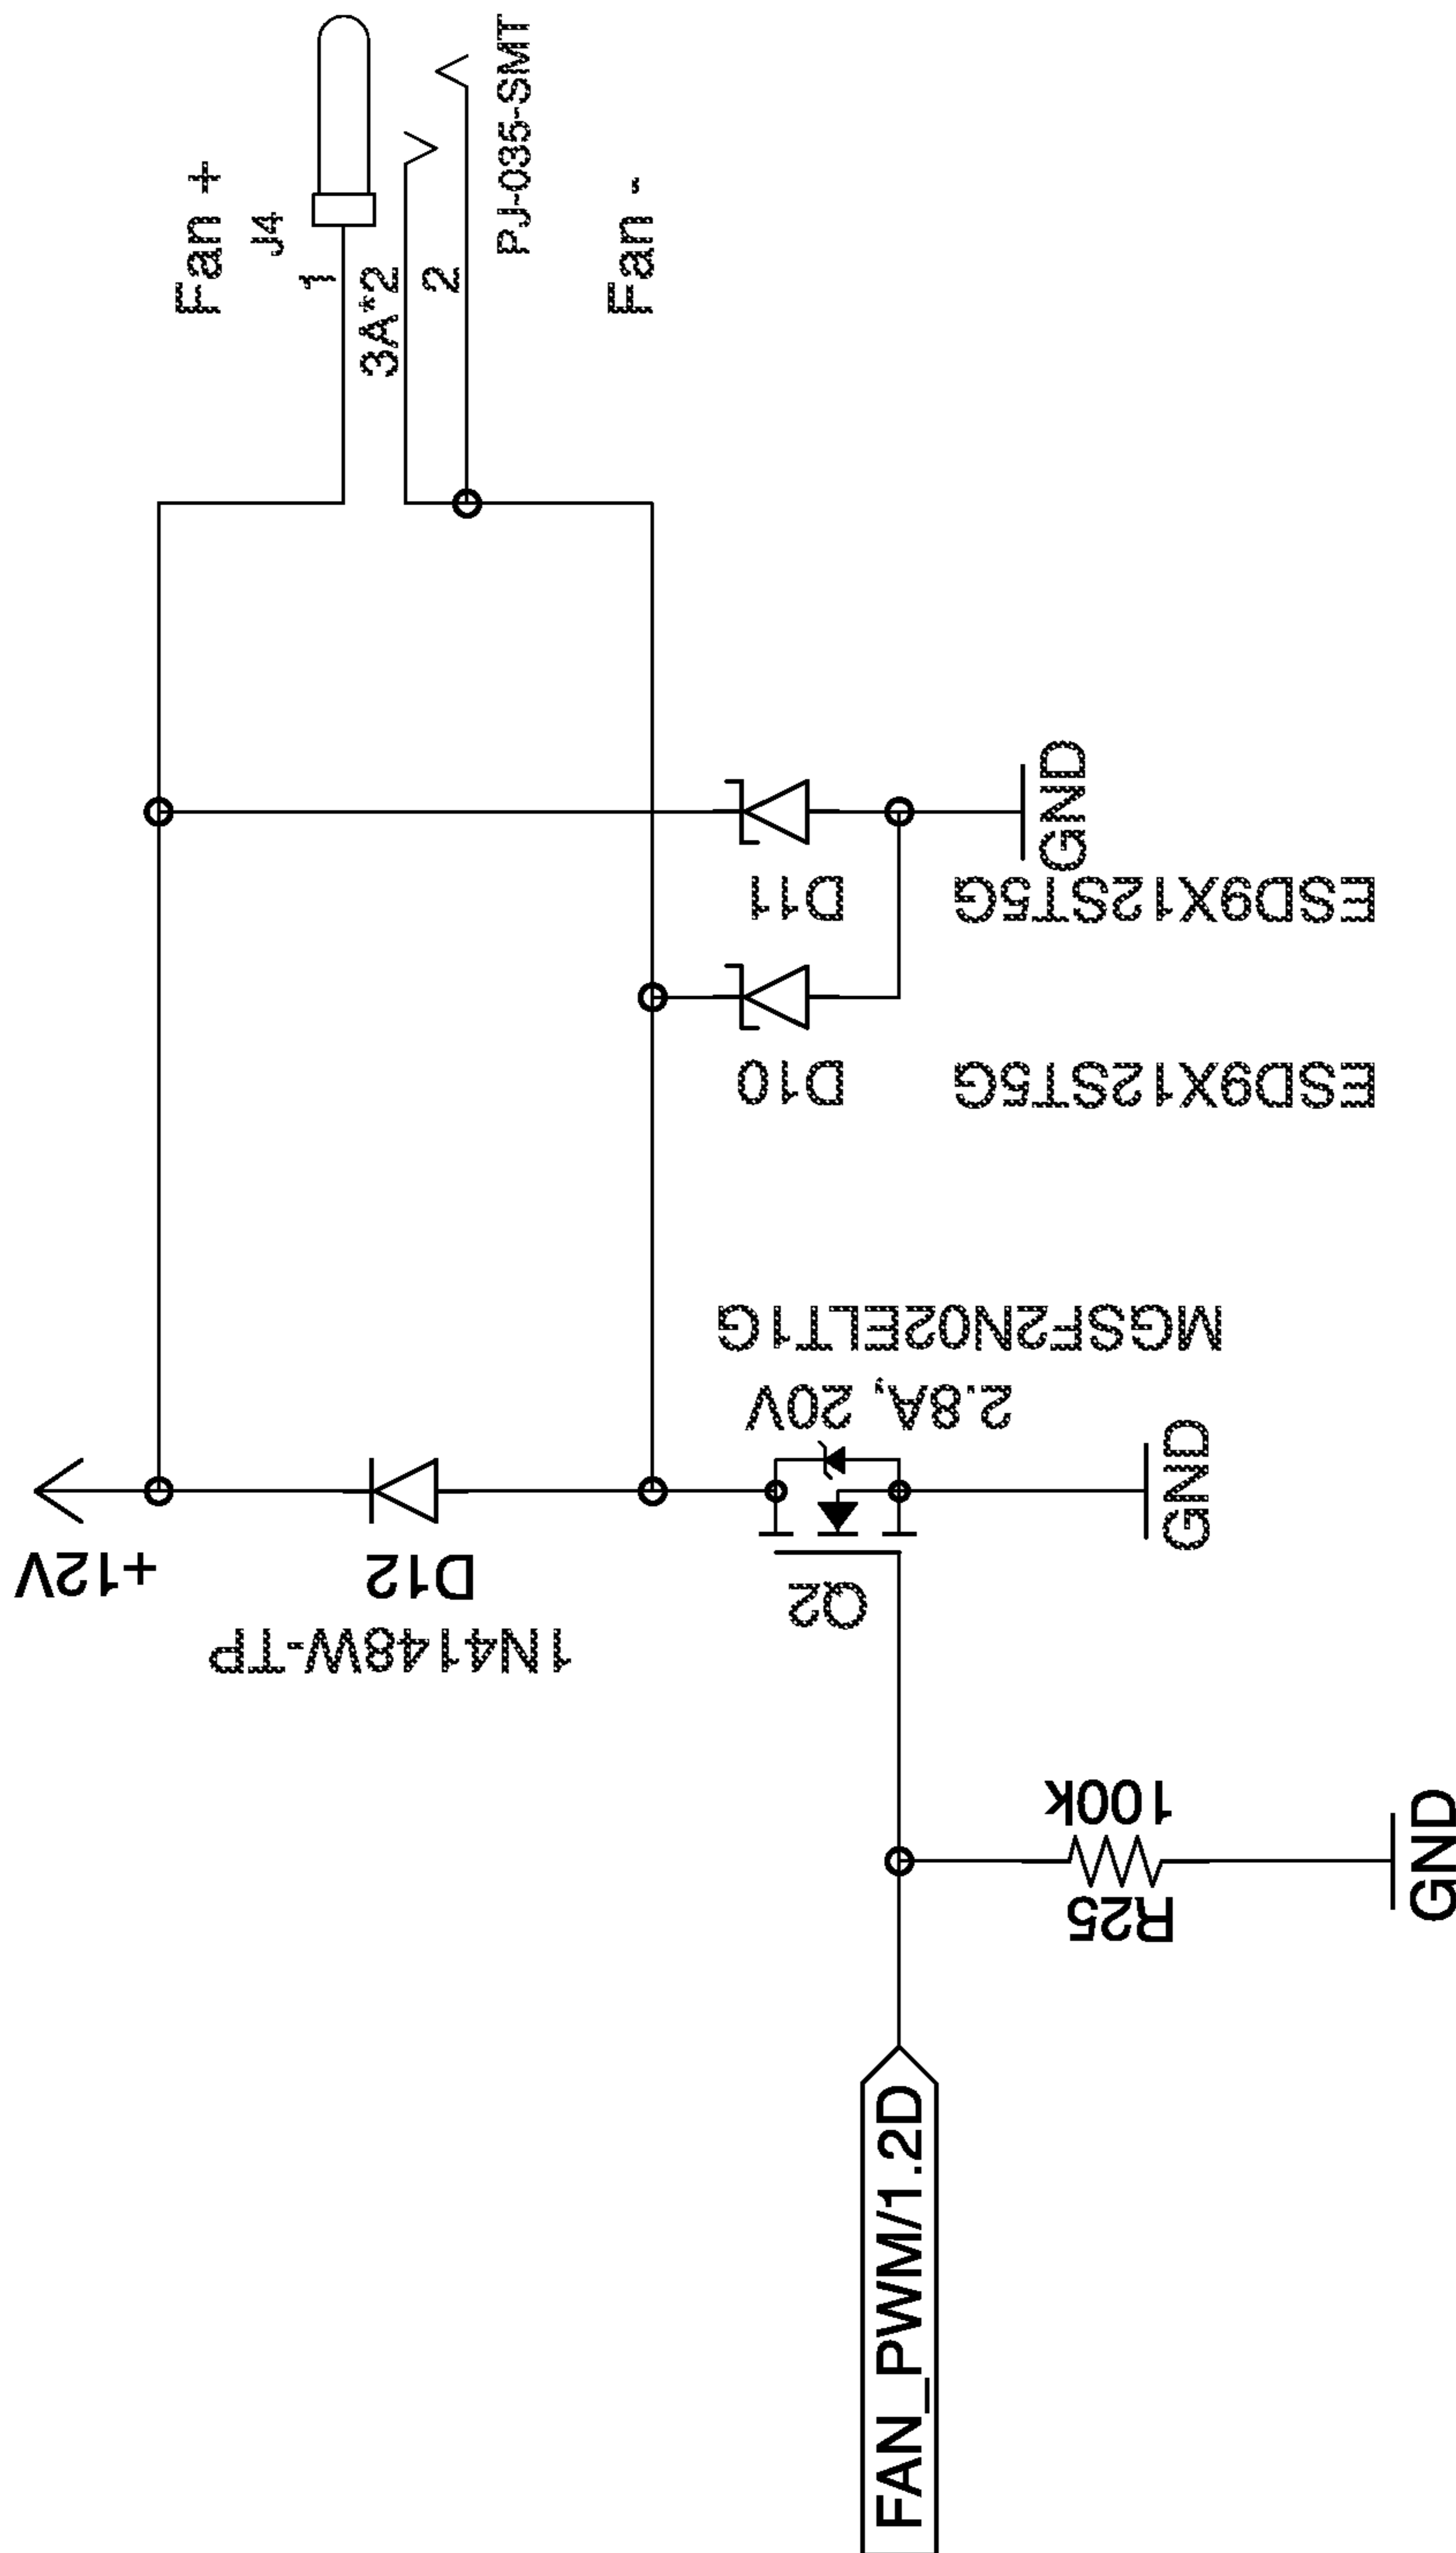 Fan +
J4
1
3A*2
2
PJ-035-SMT
Fan -
GND
D11
ESD9X12ST5G
D10
ESD9X12ST5G
MGSF2N02ELT1G
2.8A, 20V
+12V
D12
1N4148W-TP
Q2
GND
100k
R25
GND
FAN_PWM/1.2D